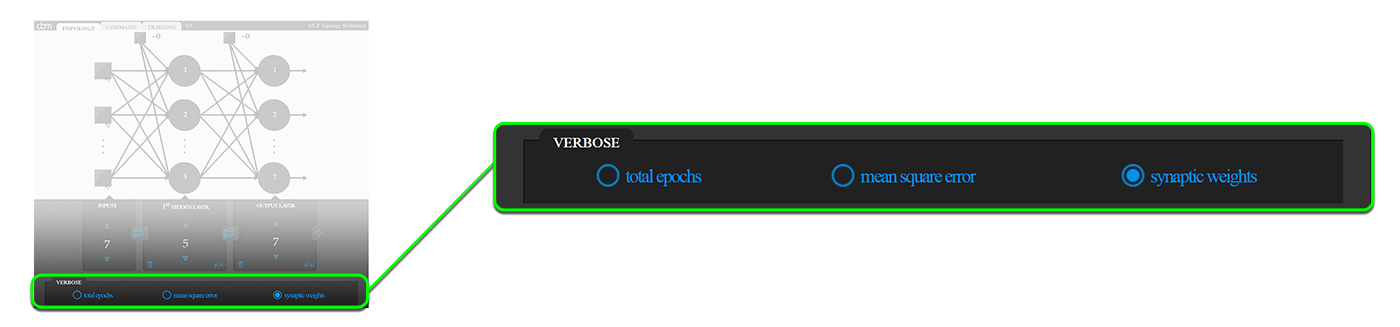 TOPOLOGY COMMAND TRAINING </> MLP Topology Workbench
−0 −0
1 1
2 2
5 7
INPUTS 1ST HIDDEN LAYER OUTPUT LAYER
7 5 7
φ(∞) φ(∞)
VERBOSE
total epochs mean square error synaptic weights
VERBOSE
total epochs mean square error synaptic weights